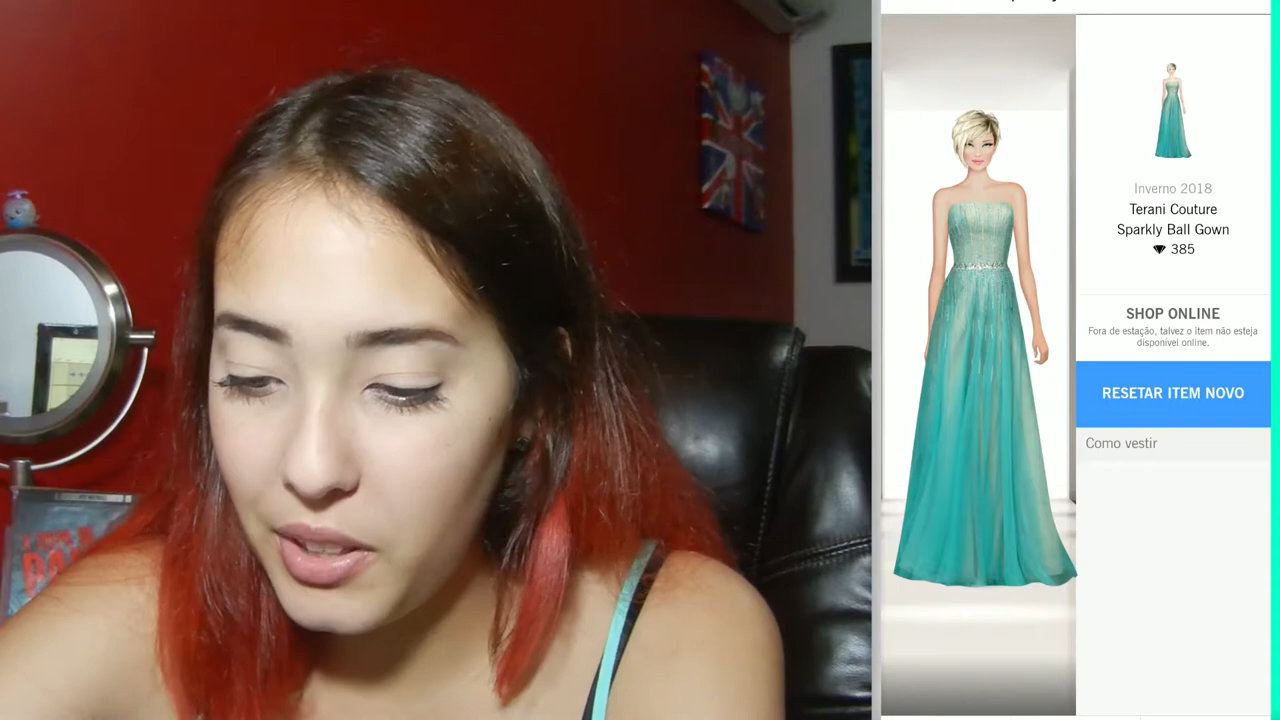 Inverno 2018
Terani Couture
Sparkly Ball Gown
385
SHOP ONLINE
Fora de estação, talvez o item não esteja
disponível online.
RESETAR ITEM NOVO
Como vestir